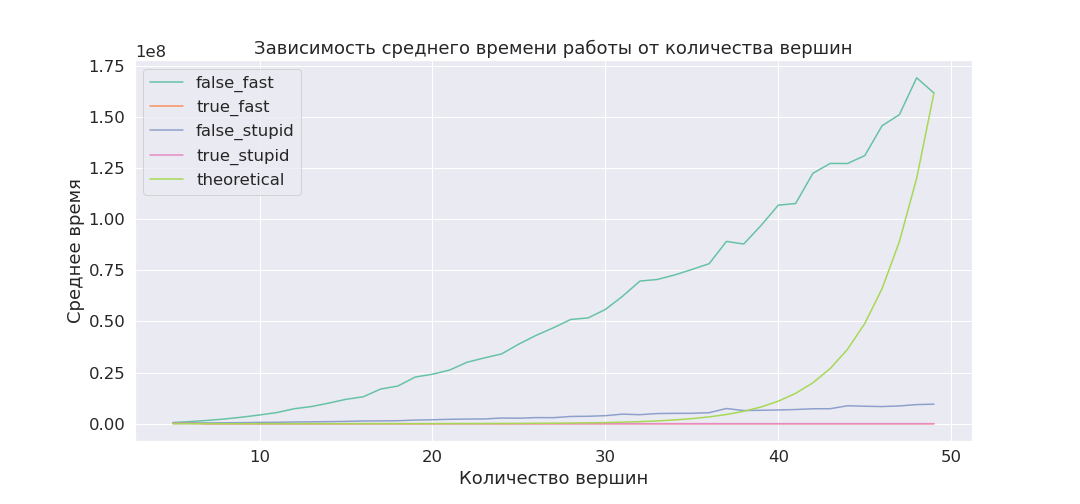 Зависимость среднего времени работы от количества вершин
1e8
1.75
1.50
1.25
1.00
0.75
0.50
0.25
0.00
Среднее время
false_fast
true_fast
false_stupid
true_stupid
theoretical
10
20
30
40
50
Количество вершин